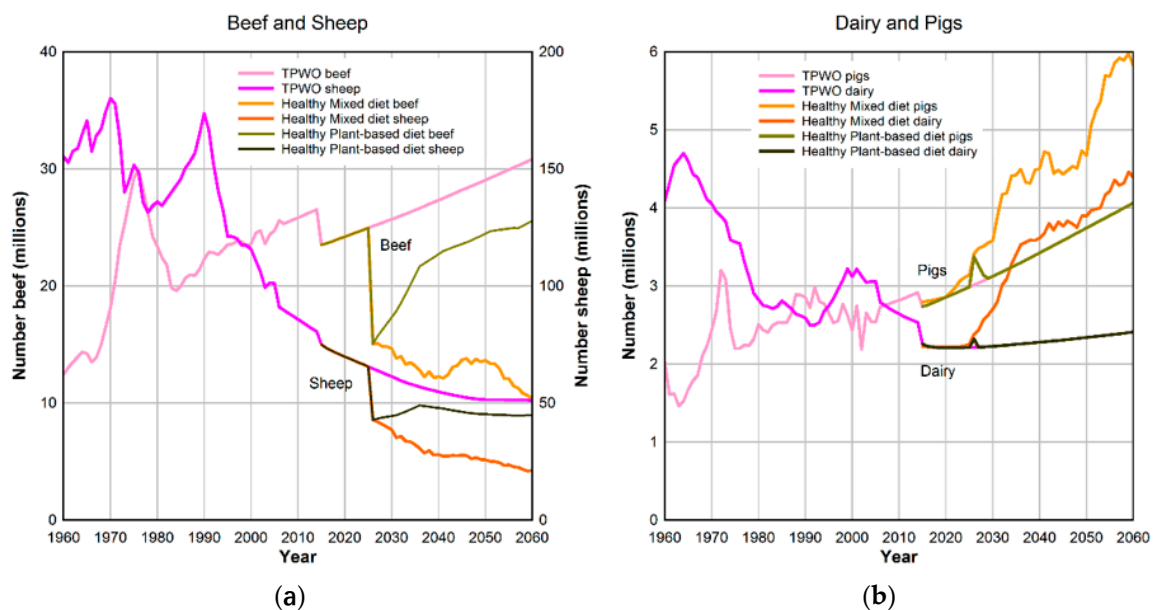 Beef and Sheep
40
30
20
10
0
Number beef (millions)
200
150
100
50
0
Number sheep (millions)
TPWO beef
TPWO sheep
Healthy Mixed diet beef
Healthy Mixed diet sheep
Healthy Plant-based diet beef
Healthy Plant-based diet sheep
Beef
Sheep
1960 1970 1980 1990 2000 2010 2020 2030 2040 2050 2060
Year
(a)
Dairy and Pigs
6
5
4
3
2
1
0
Number (millions)
TPWO pigs
TPWO dairy
Healthy Mixed diet pigs
Healthy Mixed diet dairy
Healthy Plant-based diet pigs
Healthy Plant-based diet dairy
Pigs
Dairy
1960 1970 1980 1990 2000 2010 2020 2030 2040 2050 2060
Year
(b)